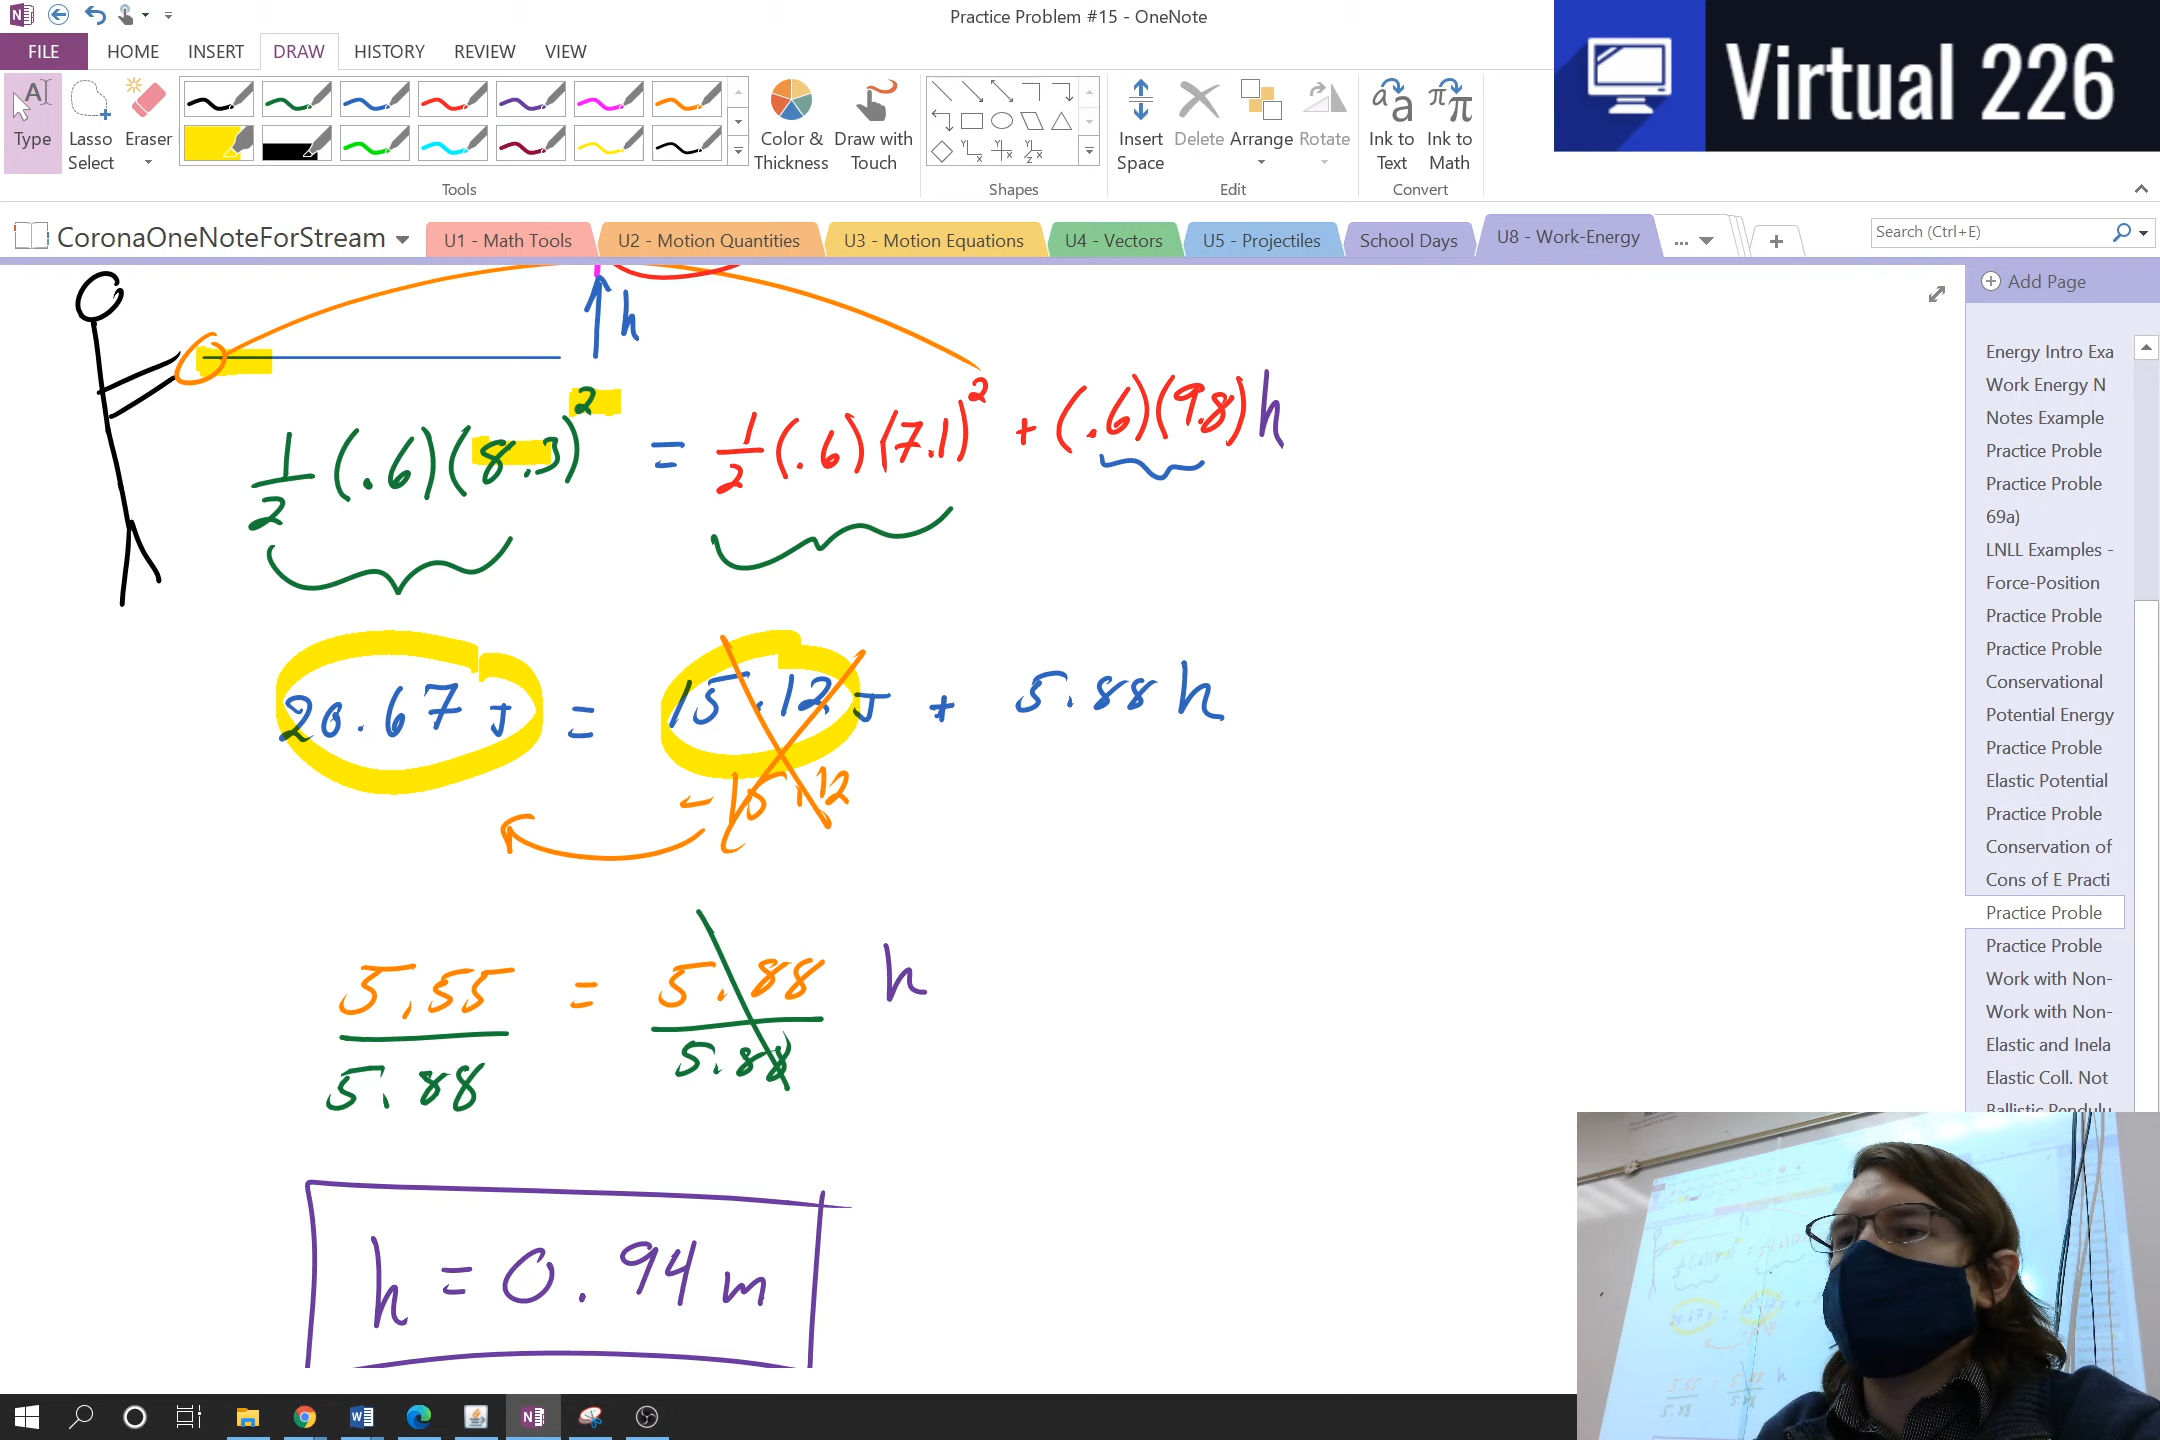 Practice Problem #15 - OneNote
Virtual 226
FILE HOME INSERT DRAW HISTORY REVIEW VIEW
Type Lasso Select Eraser
Color & Thickness Draw with Touch
Insert Space Delete Arrange Rotate
Ink to Text Ink to Math
Tools Shapes Edit Convert
CoronaOneNoteForStream U1 - Math Tools U2 - Motion Quantities U3 - Motion Equations U4 - Vectors U5 - Projectiles School Days U8 - Work-Energy ... +
Search (Ctrl+E)
Add Page
Energy Intro Exa
Work Energy N
Notes Example
Practice Proble
Practice Proble
69a)
LNLL Examples -
Force-Position
Practice Proble
Practice Proble
Conservational
Potential Energy
Practice Proble
Elastic Potential
Practice Proble
Conservation of
Cons of E Practi
Practice Proble
Practice Proble
Work with Non-
Work with Non-
Elastic and Inela
Elastic Coll. Not
Ballistic Pendulu
h
1/2 (.6)(8.3)² = 1/2 (.6)(7.1)² + (.6)(9.8)h
20.67 J = 15.12 J + 5.88 h
-15.12
5.55 = 5.88 h
5.88 5.88
h = 0.94 m